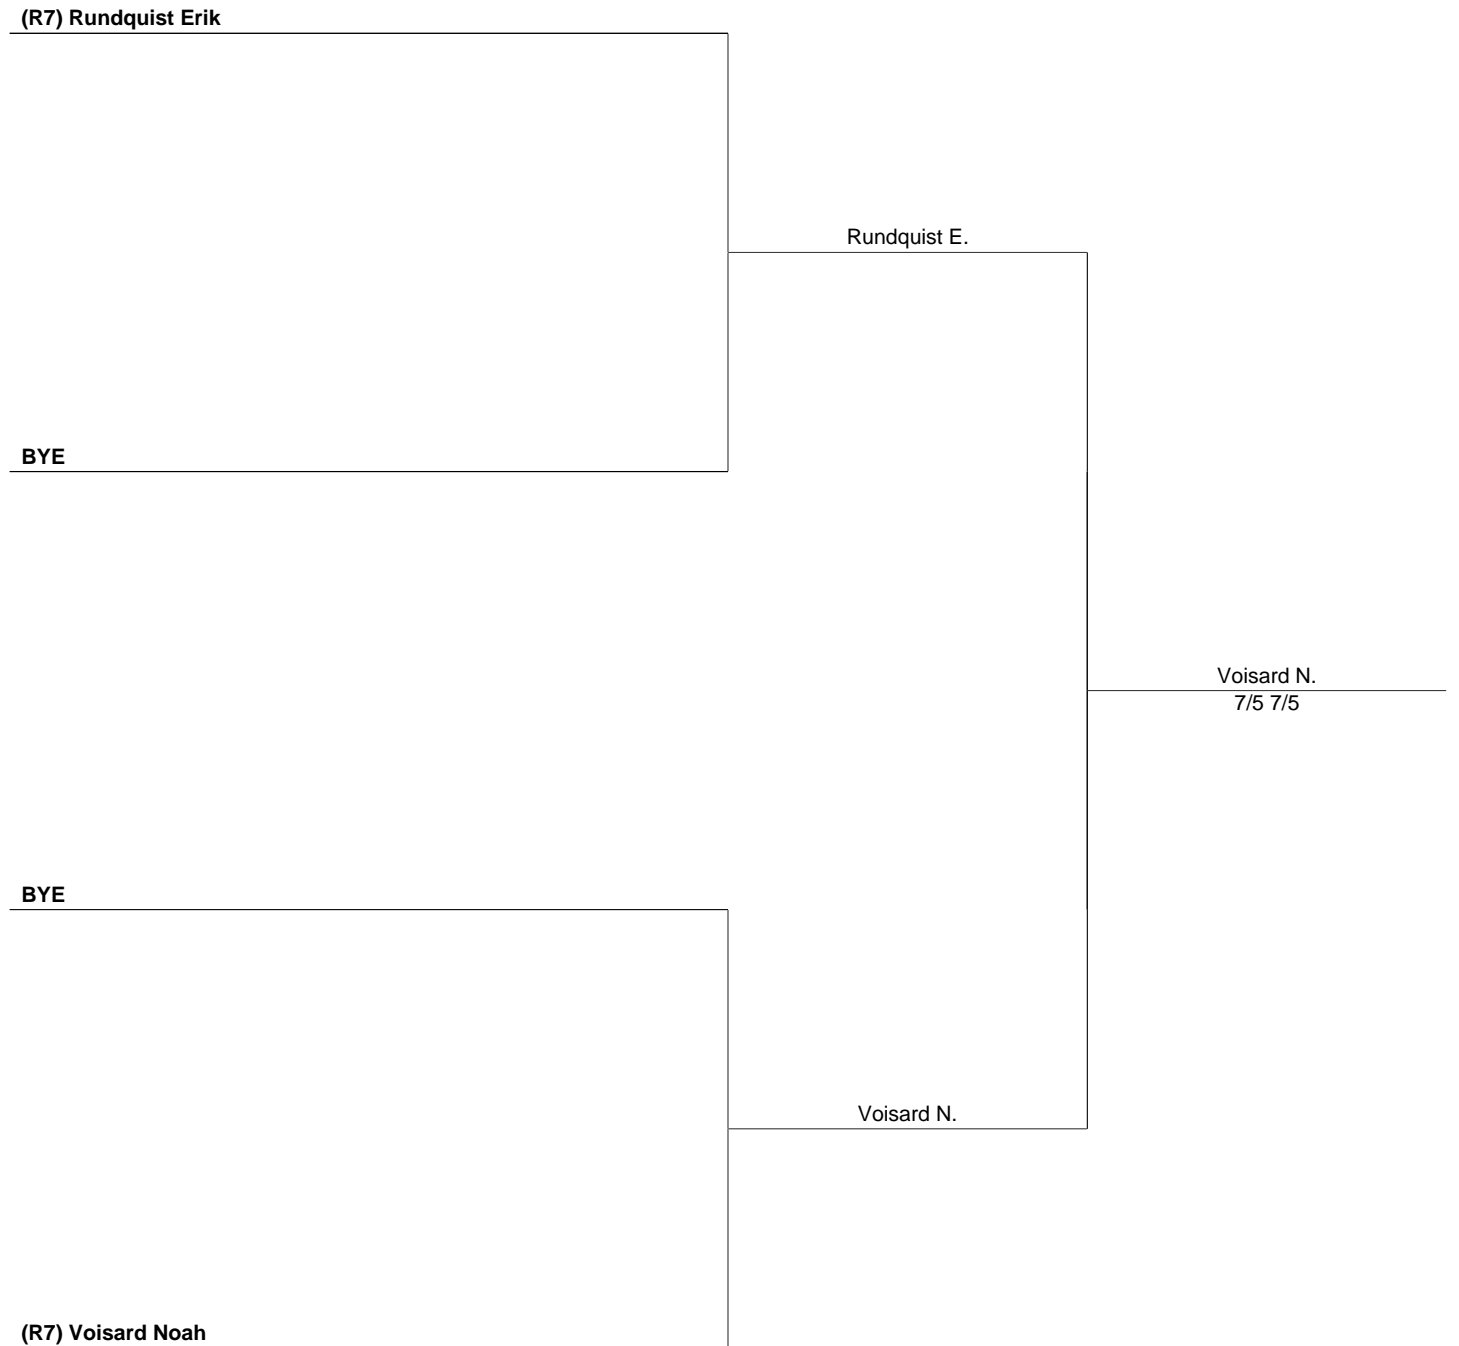 (R7) Rundquist Erik
Rundquist E.
BYE
Voisard N.
7/5 7/5
BYE
Voisard N.
(R7) Voisard Noah